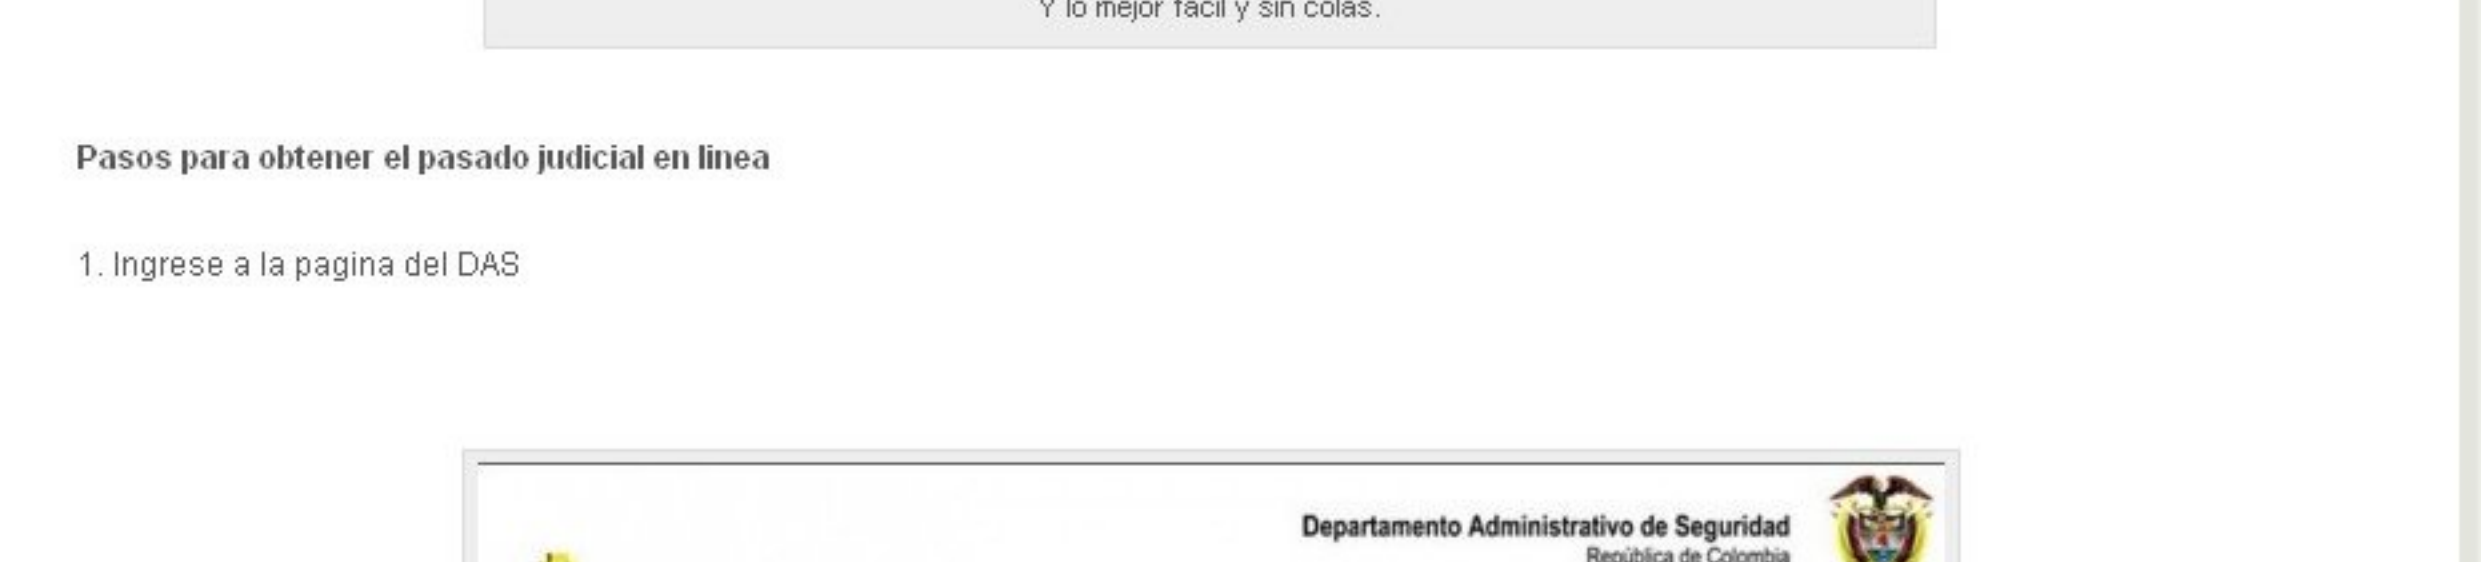 Y lo mejor facil y sin colas.
Pasos para obtener el pasado judicial en linea
1. Ingrese a la pagina del DAS
Departamento Administrativo de Seguridad
República de Colombia